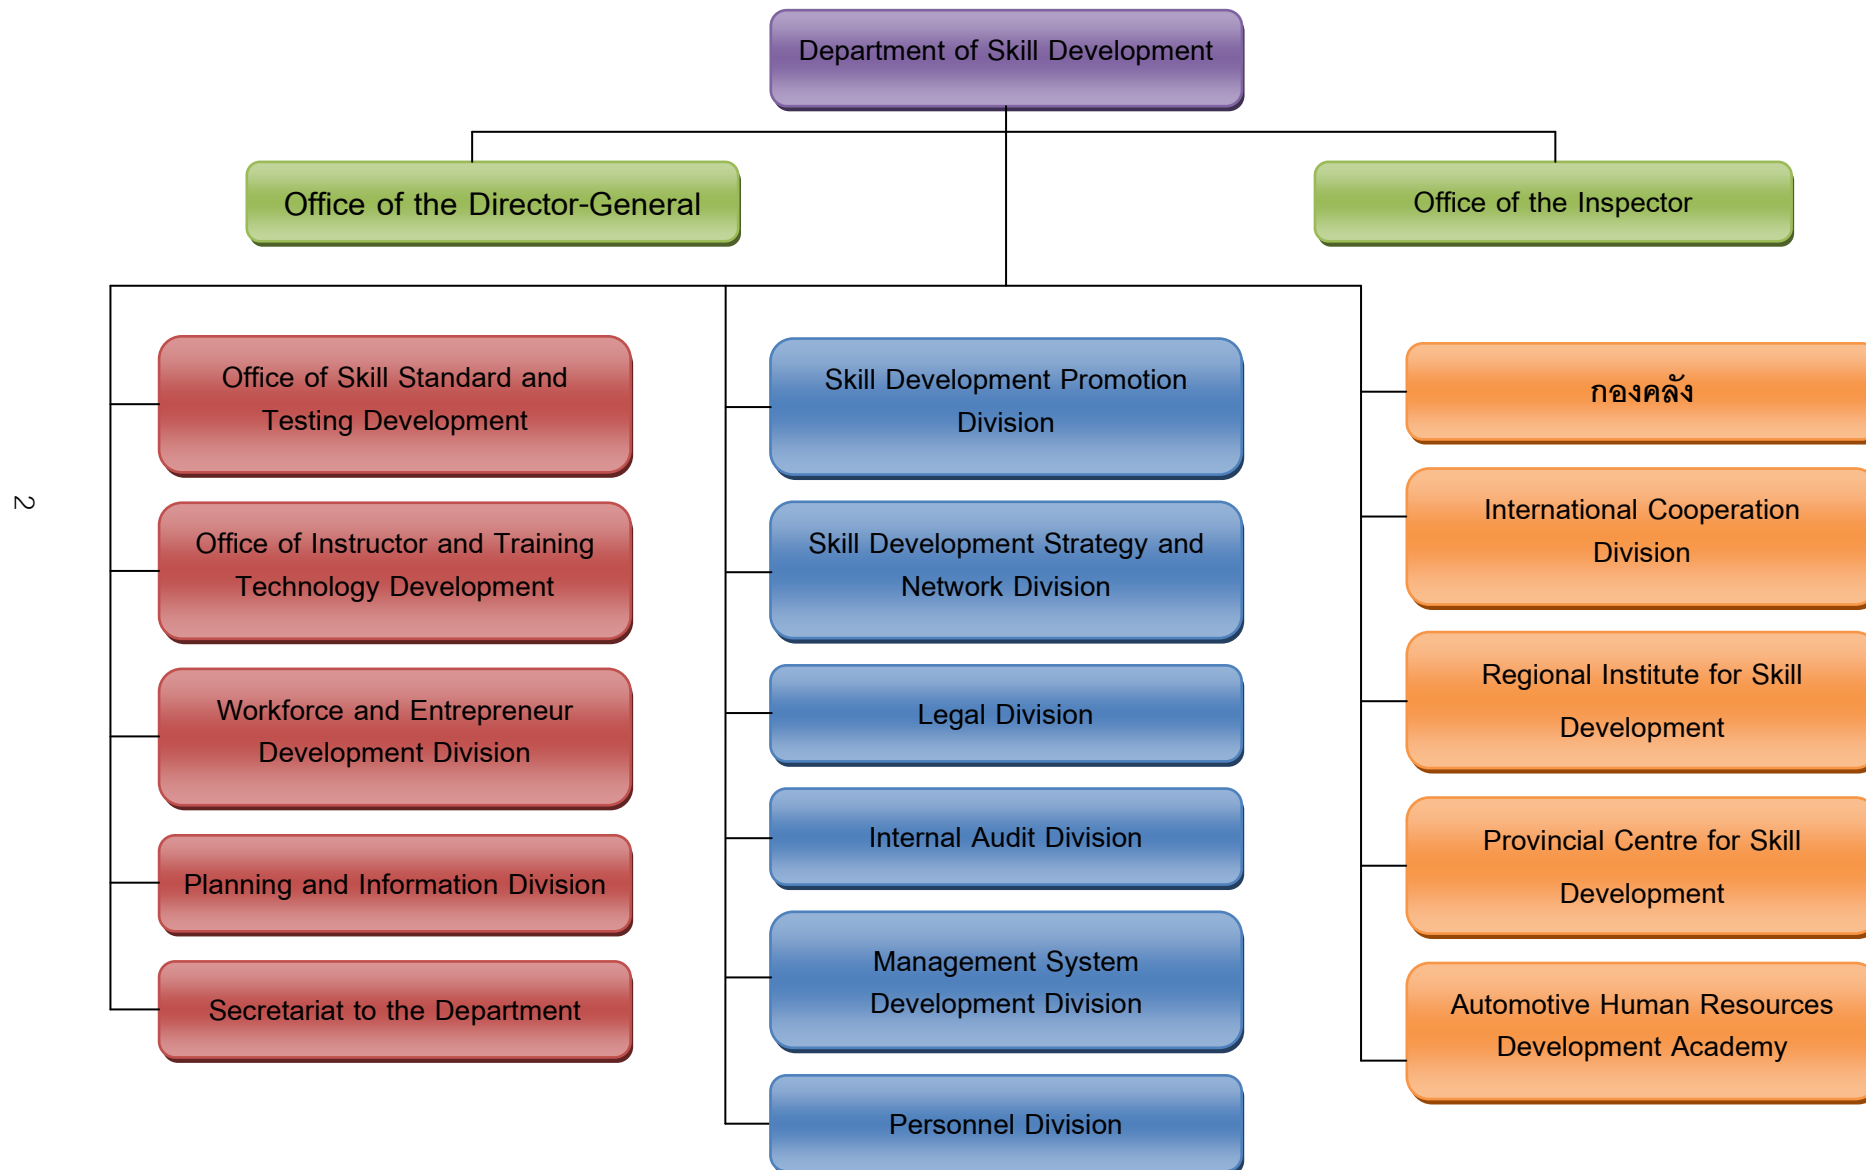 Department of Skill Development
Office of the Director-General
Office of the Inspector
Office of Skill Standard and
Testing Development
Office of Instructor and Training
Technology Development
Workforce and Entrepreneur
Development Division
Planning and Information Division
Secretariat to the Department
Skill Development Promotion
Division
Skill Development Strategy and
Network Division
Legal Division
Internal Audit Division
Management System
Development Division
Personnel Division
กองคลัง
International Cooperation
Division
Regional Institute for Skill
Development
Provincial Centre for Skill
Development
Automotive Human Resources
Development Academy
2